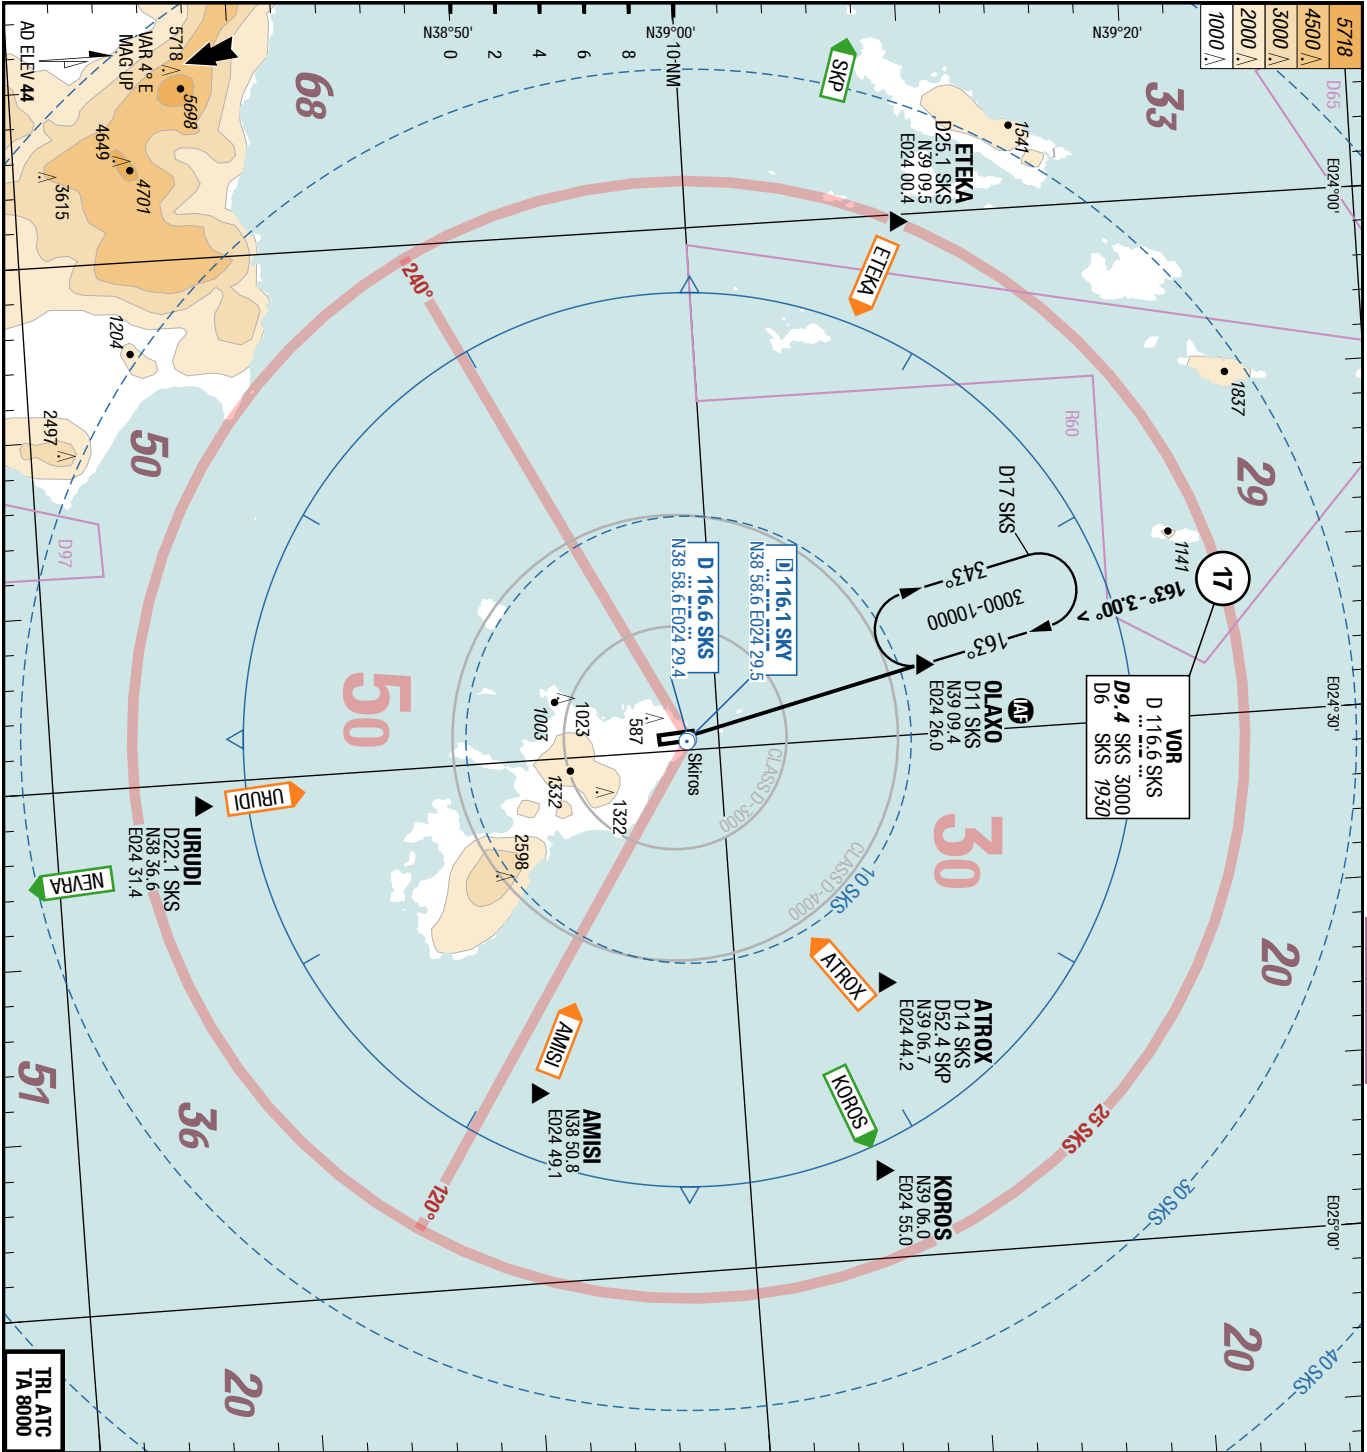 5718
4500
3000
2000
1000
D65
33
1541
E024°00'
N39°20'
N39°00'
N38°50'
10 NM
8
6
4
2
0
SKP
ETEKA
D25.1 SKS
N39 09.5
E024 00.4
ETEKA
68
5718
5698
VAR 4° E
MAG UP
AD ELEV 44
4649
4701
3615
1204
2497
50
D97
240°
1837
R60
29
1141
17
163°-3.00° >
D17 SKS
343°
3000-10000
163°
IAF
OLAXO
D11 SKS
N39 09.4
E024 26.0
VOR
D 116.6 SKS
D9.4 SKS 3000
D6 SKS 1930
E024°30'
D 116.1 SKY
N38 58.6 E024 29.5
D 116.6 SKS
N38 58.6 E024 29.4
Skiros
587
1023
1003
1332
1322
2598
50
30
CLASS D-3000
CLASS D-4000
10 SKS
URUDI
URUDI
D22.1 SKS
N38 36.6
E024 31.4
NEVRA
ATROX
ATROX
D14 SKS
D52.4 SKP
N39 06.7
E024 44.2
20
AMISI
AMISI
N38 50.8
E024 49.1
KOROS
KOROS
N39 06.0
E024 55.0
25 SKS
30 SKS
40 SKS
120°
51
36
E025°00'
20
20
TRL ATC
TA 8000